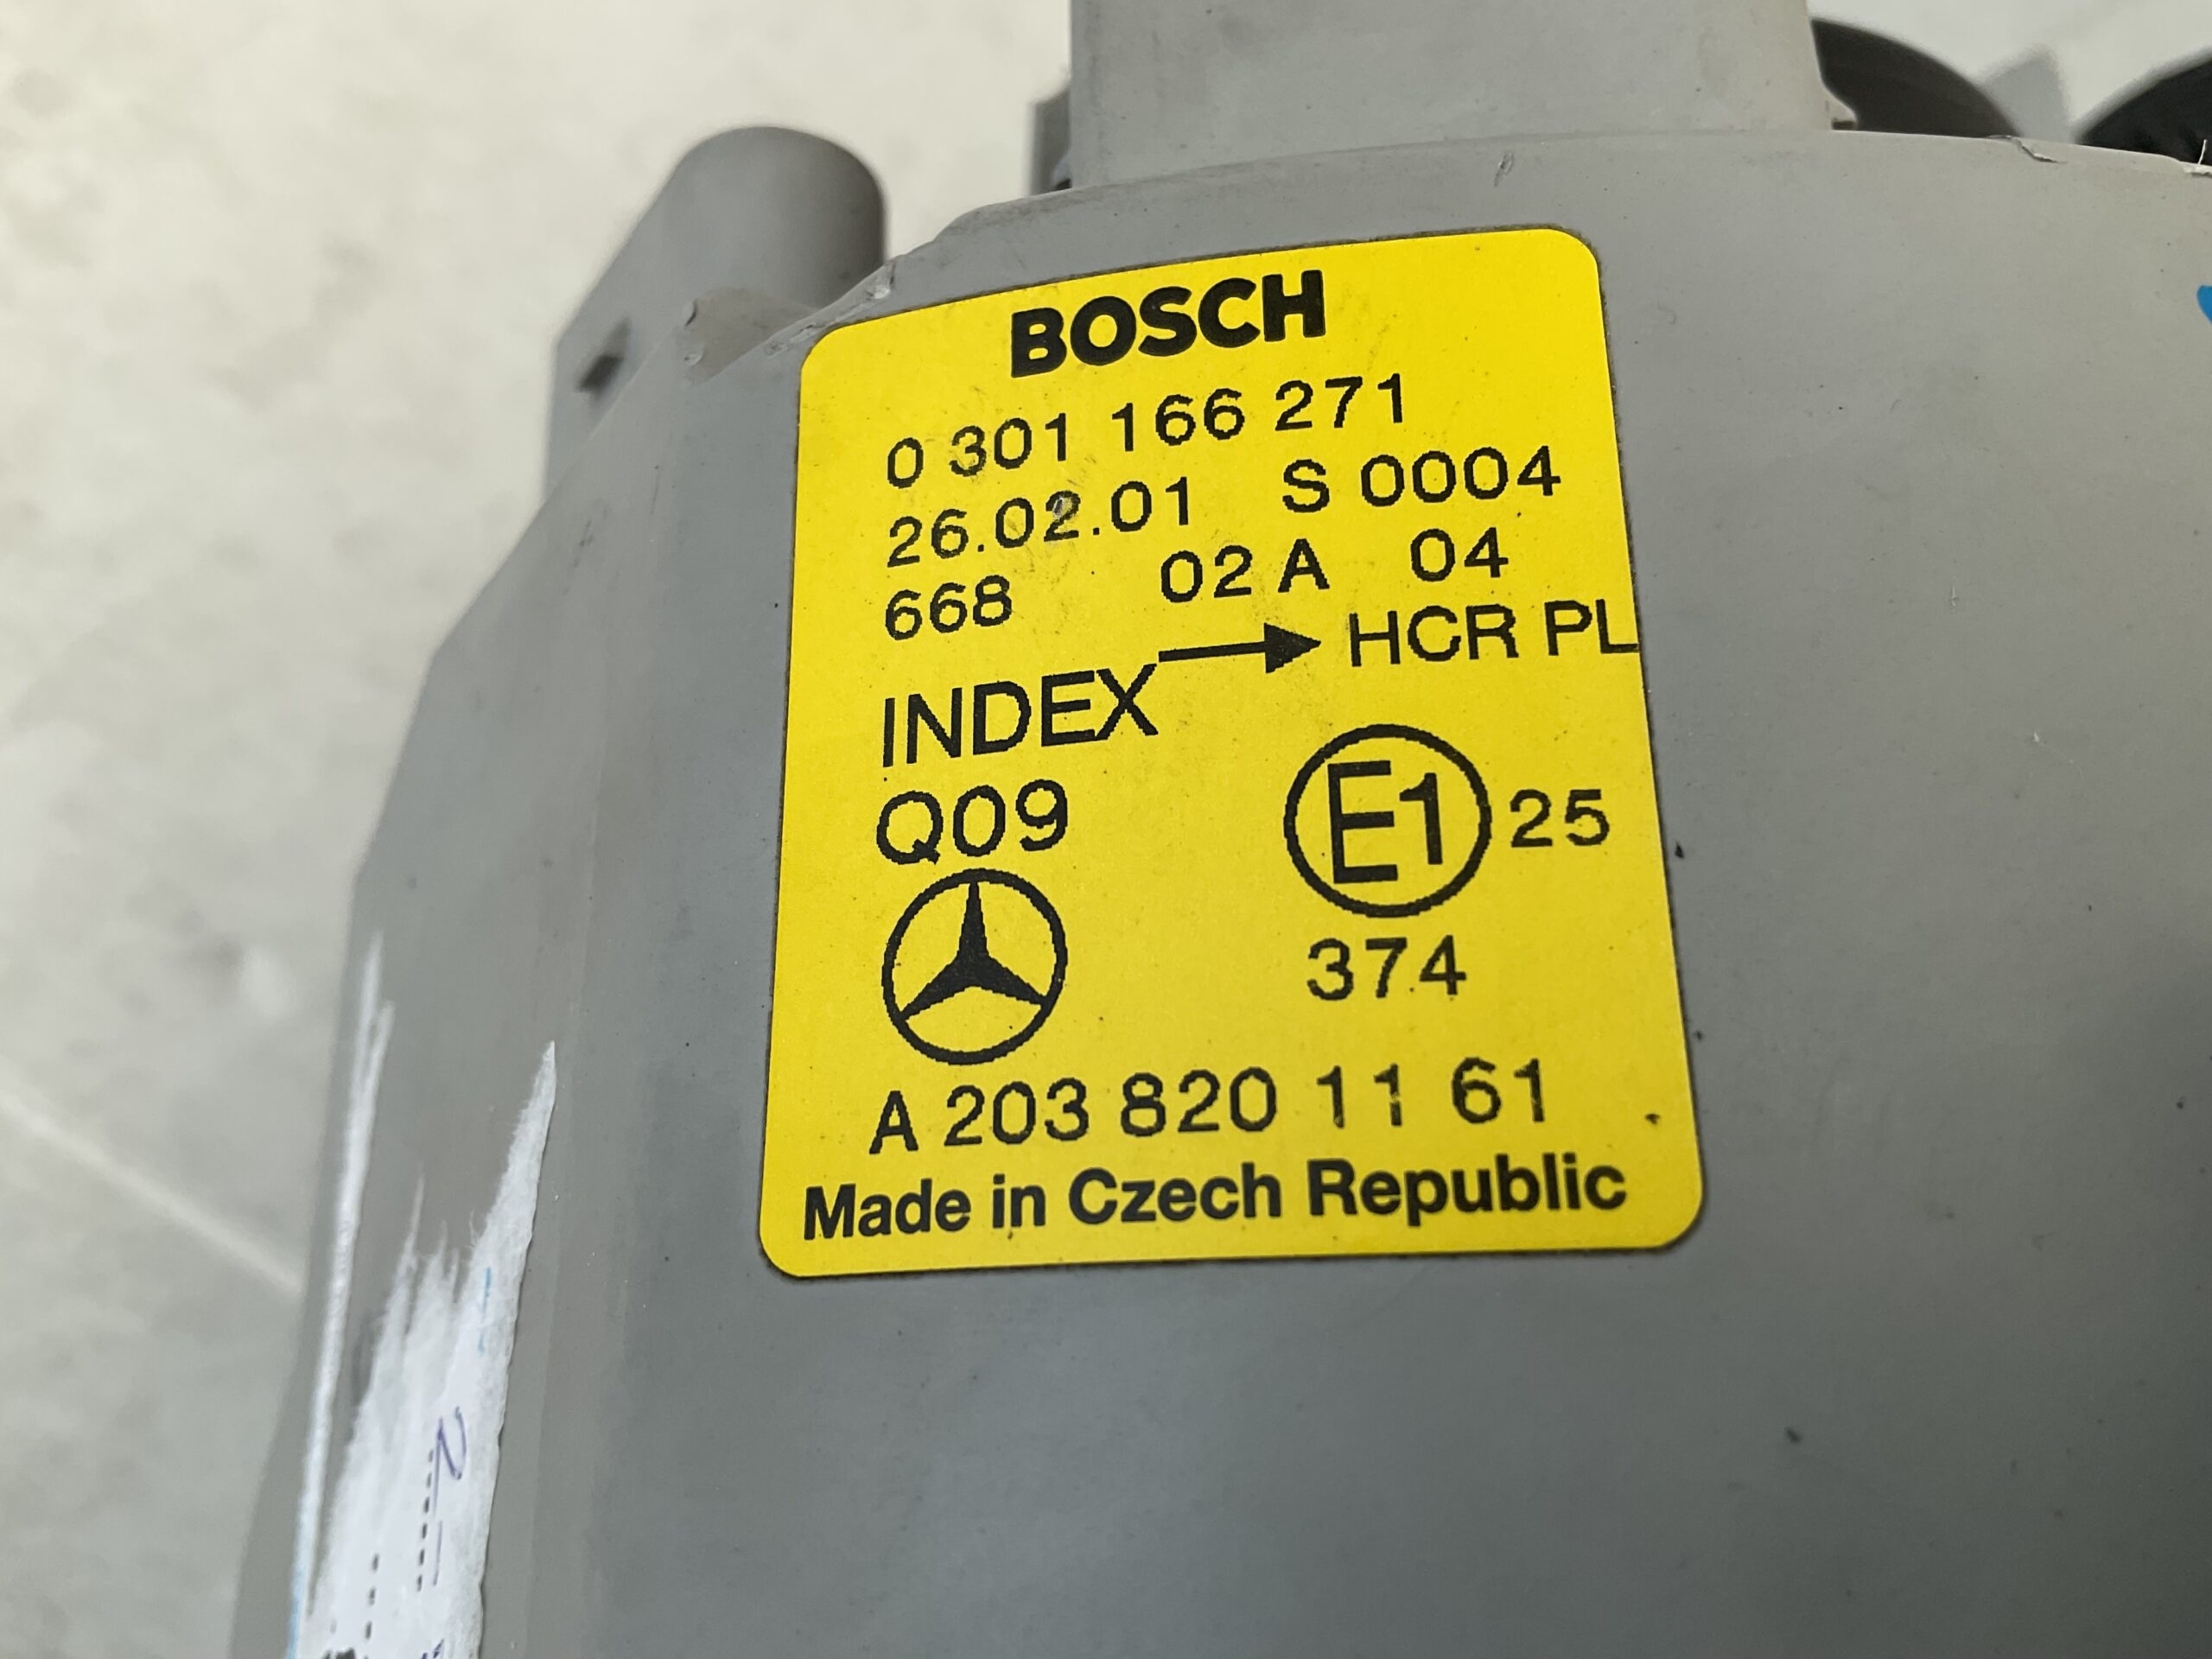 BOSCH
0 301 166 271
26.02.01 S 0004
668 02 A 04
INDEX → HCR PL
Q09
E1 25
374
A 203 820 11 61
Made in Czech Republic